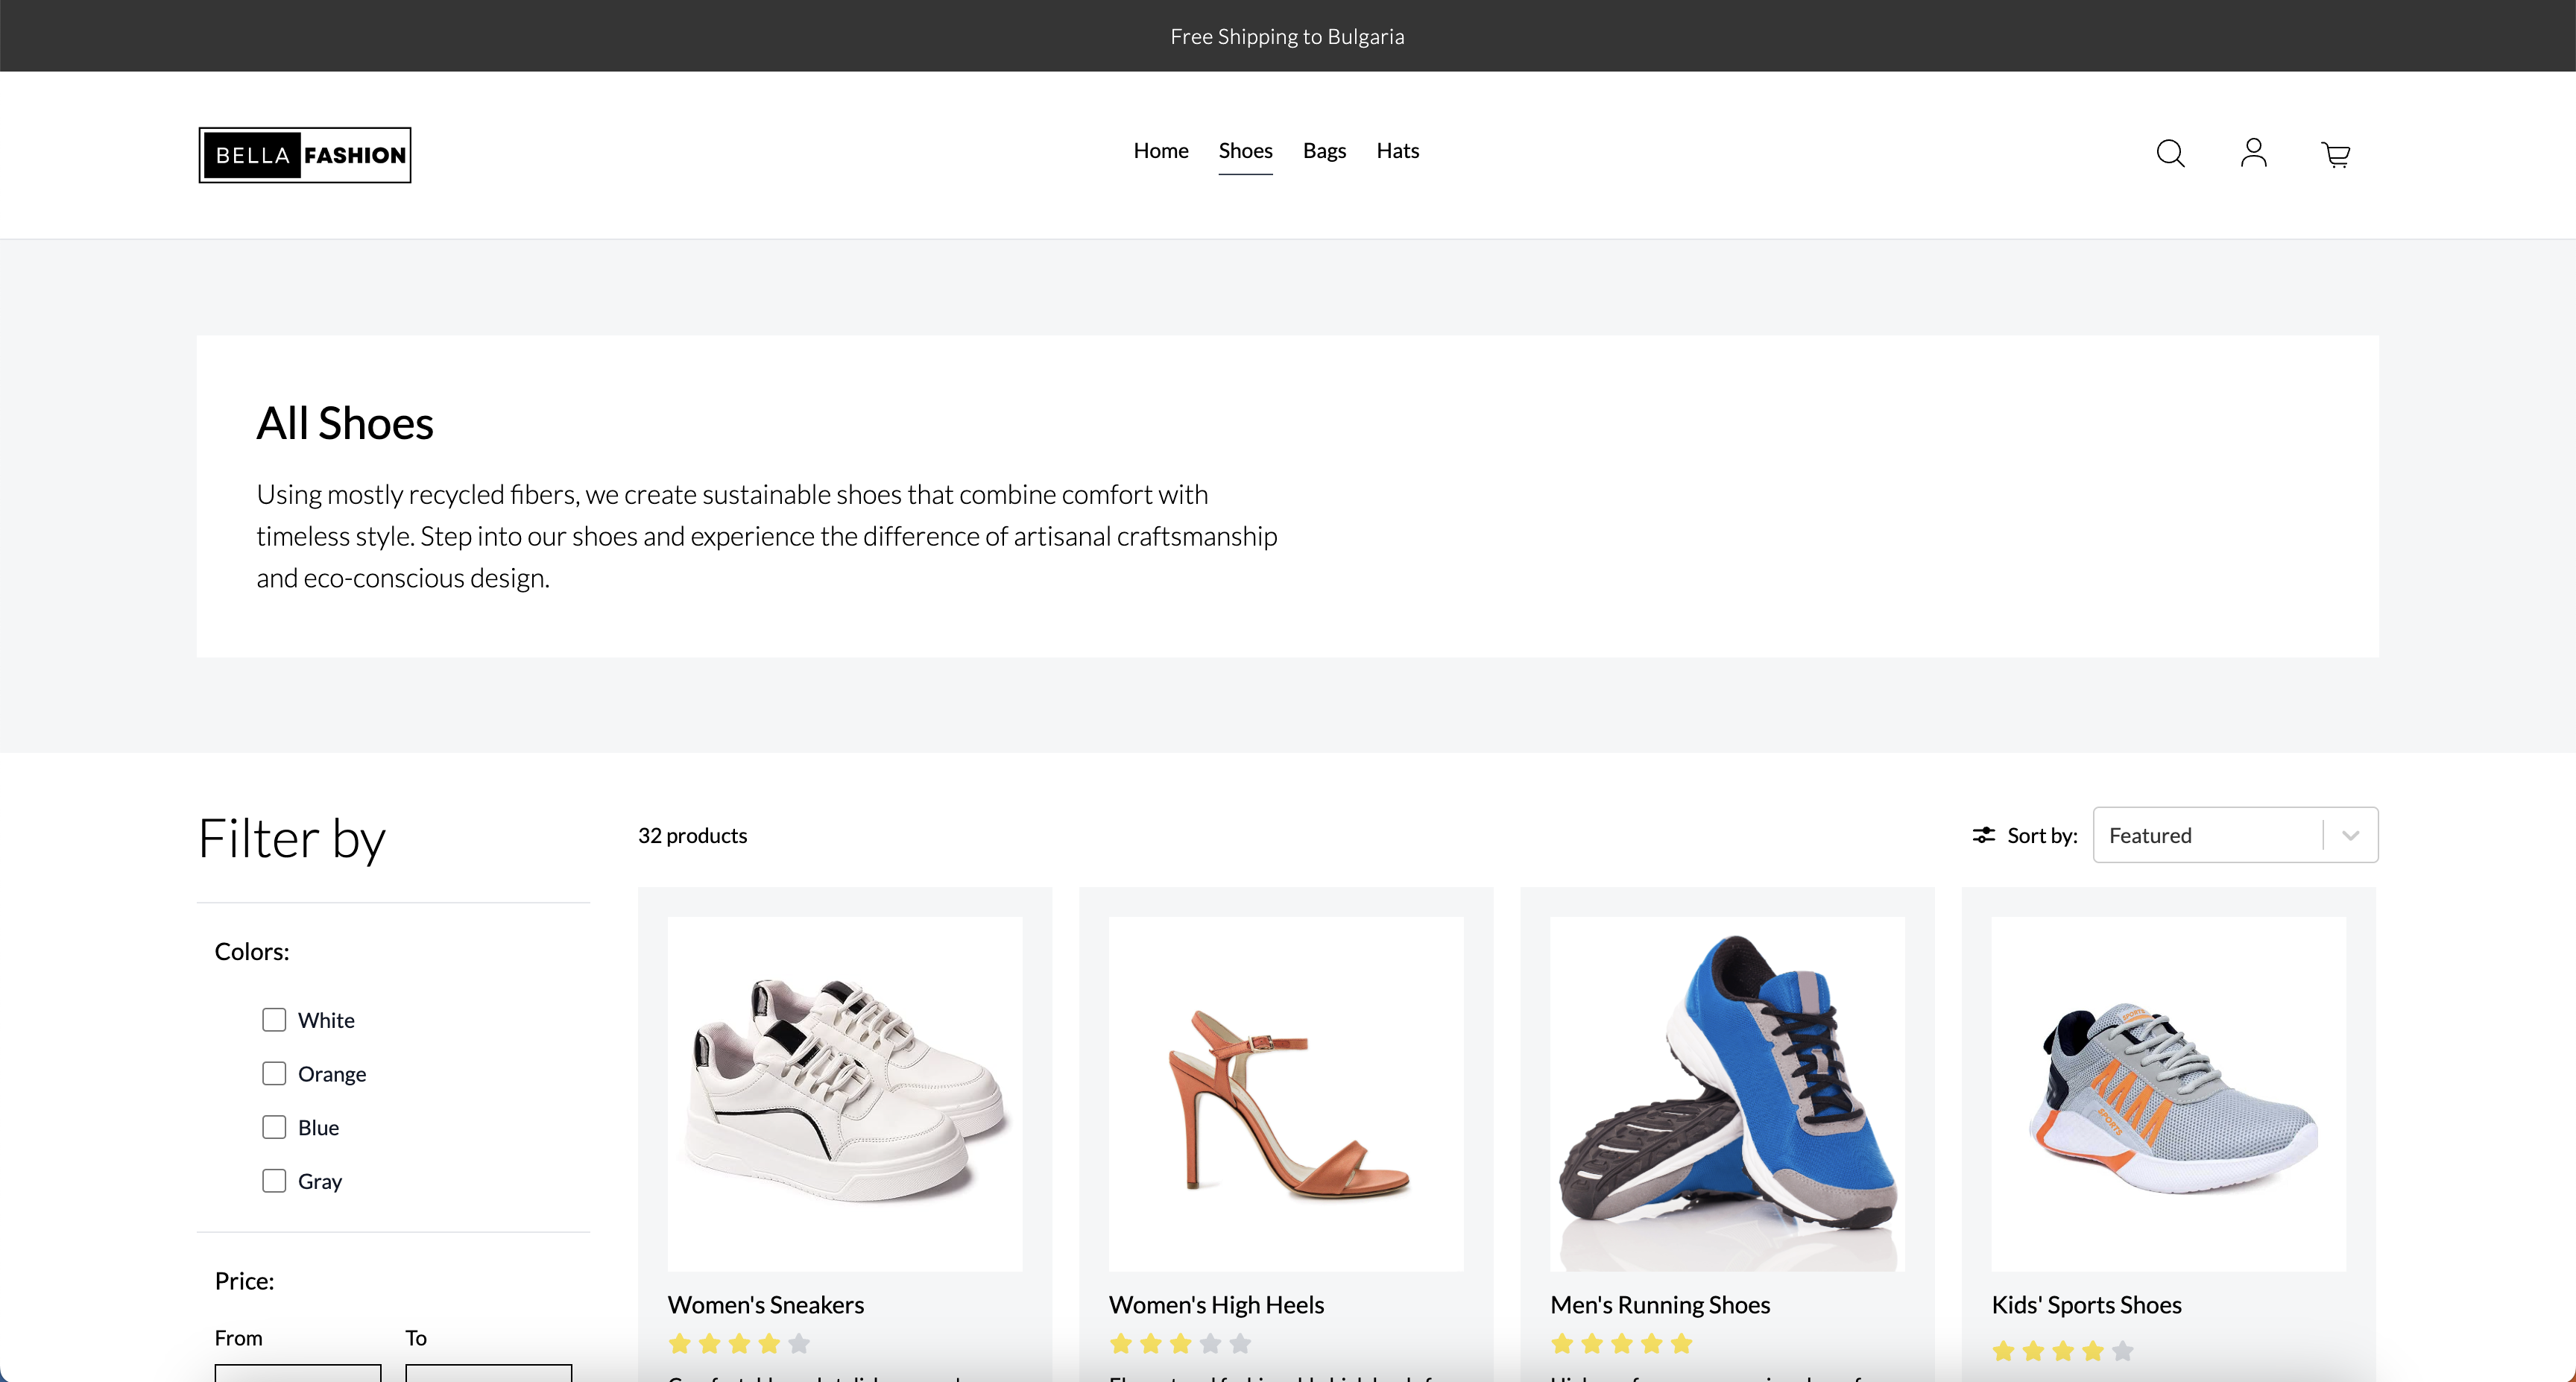 Free Shipping to Bulgaria
BELLA FASHION
Home Shoes Bags Hats
All Shoes
Using mostly recycled fibers, we create sustainable shoes that combine comfort with
timeless style. Step into our shoes and experience the difference of artisanal craftsmanship
and eco-conscious design.
Filter by
32 products
Sort by: Featured
Colors:
White
Orange
Blue
Gray
Price:
From To
Women's Sneakers
Women's High Heels
Men's Running Shoes
Kids' Sports Shoes